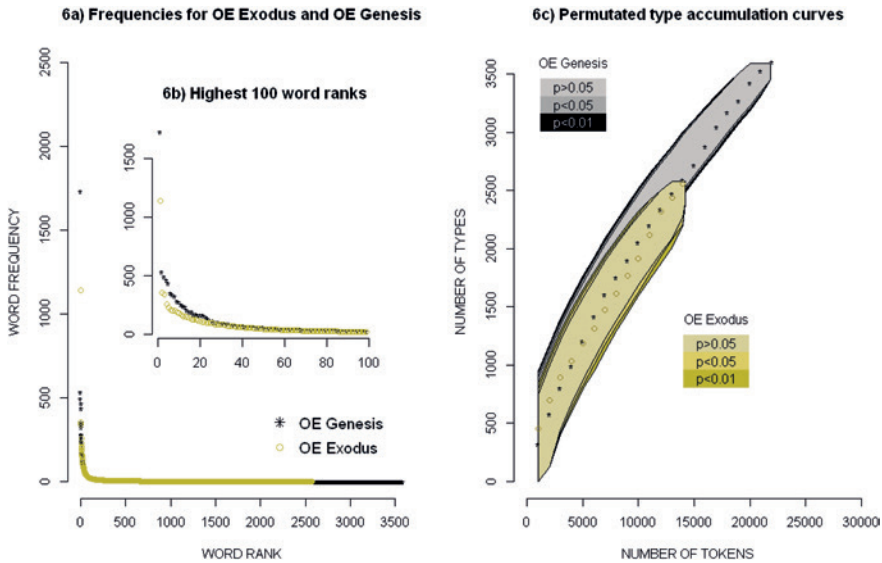 6a) Frequencies for OE Exodus and OE Genesis
2500
2000
1500
1000
500
0
WORD FREQUENCY
0 500 1000 1500 2000 2500 3000 3500
WORD RANK
6b) Highest 100 word ranks
1500
1000
500
0
0 20 40 60 80 100
OE Genesis
OE Exodus
6c) Permutated type accumulation curves
3500
3000
2500
2000
1500
1000
500
0
NUMBER OF TYPES
0 5000 10000 15000 20000 30000
NUMBER OF TOKENS
OE Genesis
p>0.05
p<0.05
p<0.01
OE Exodus
p>0.05
p<0.05
p<0.01